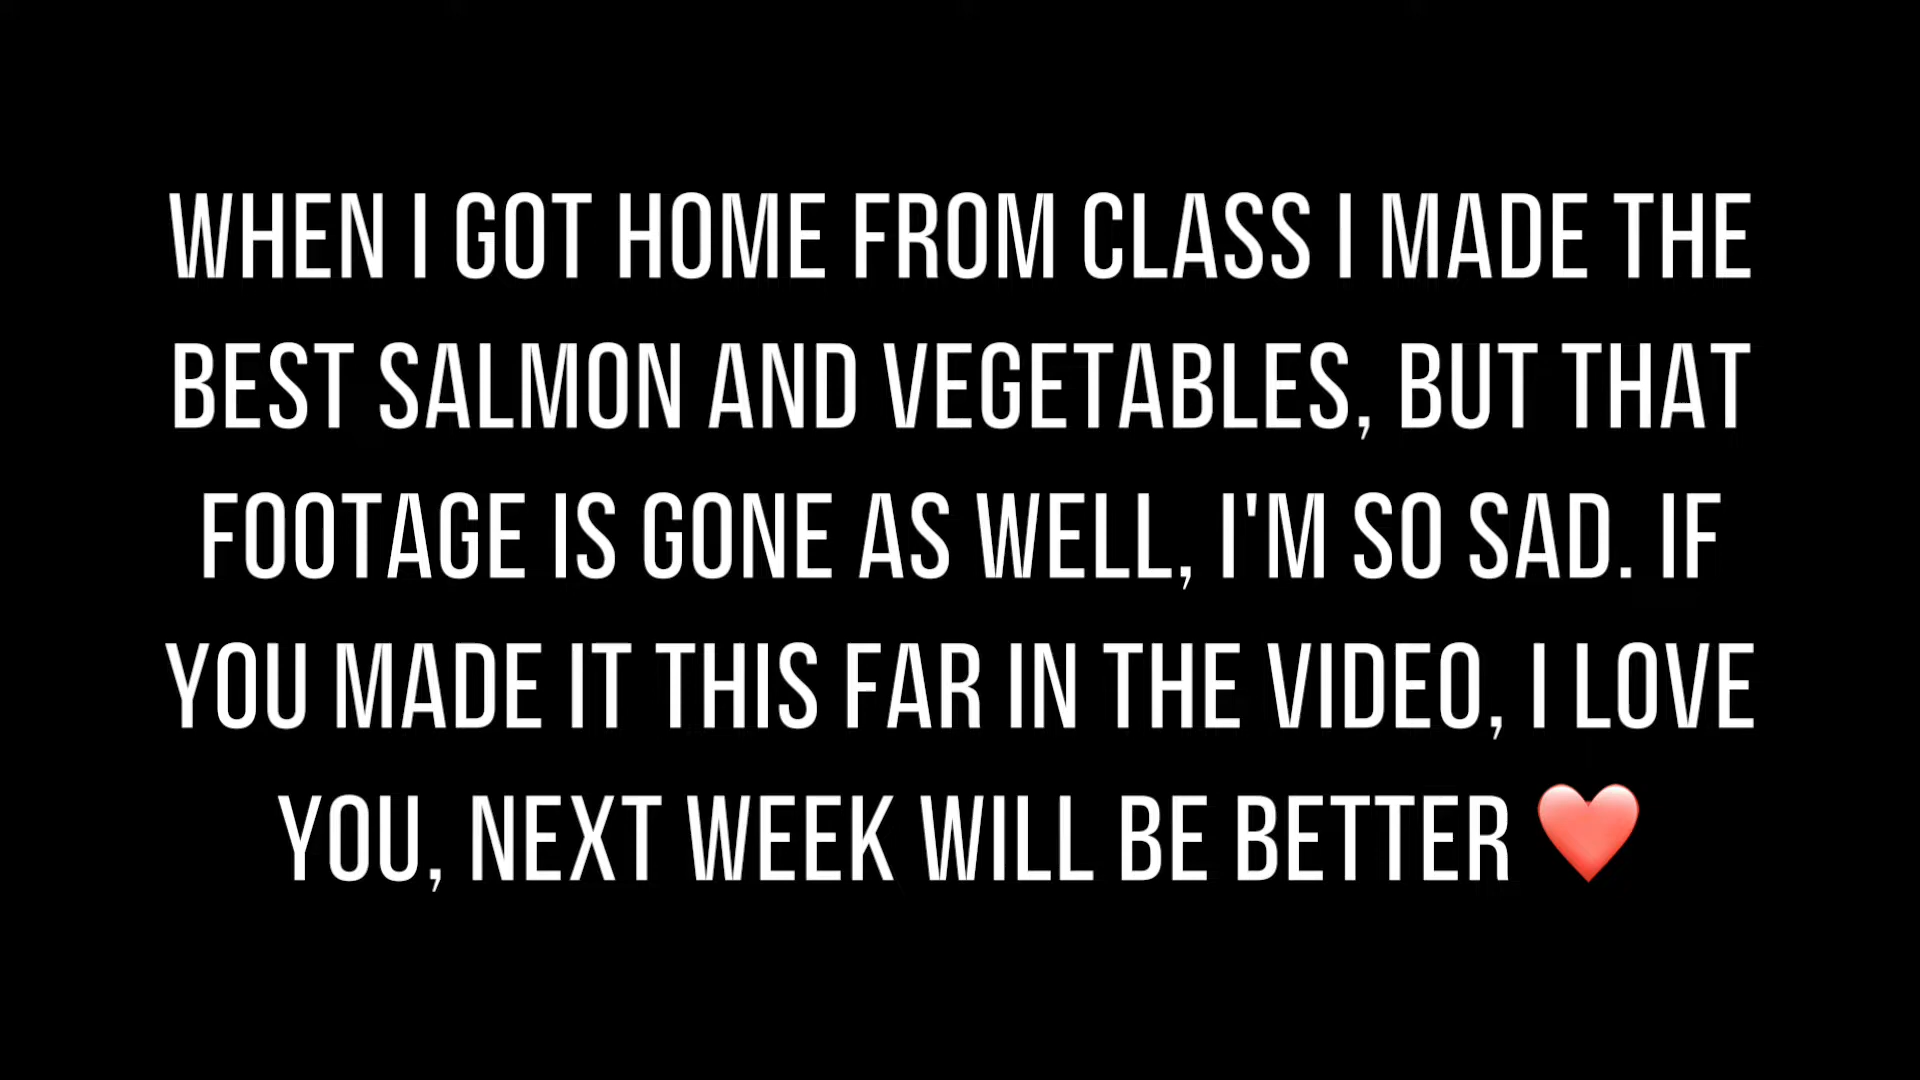 WHEN I GOT HOME FROM CLASS I MADE THE
BEST SALMON AND VEGETABLES, BUT THAT
FOOTAGE IS GONE AS WELL, I'M SO SAD. IF
YOU MADE IT THIS FAR IN THE VIDEO, I LOVE
YOU, NEXT WEEK WILL BE BETTER ❤️